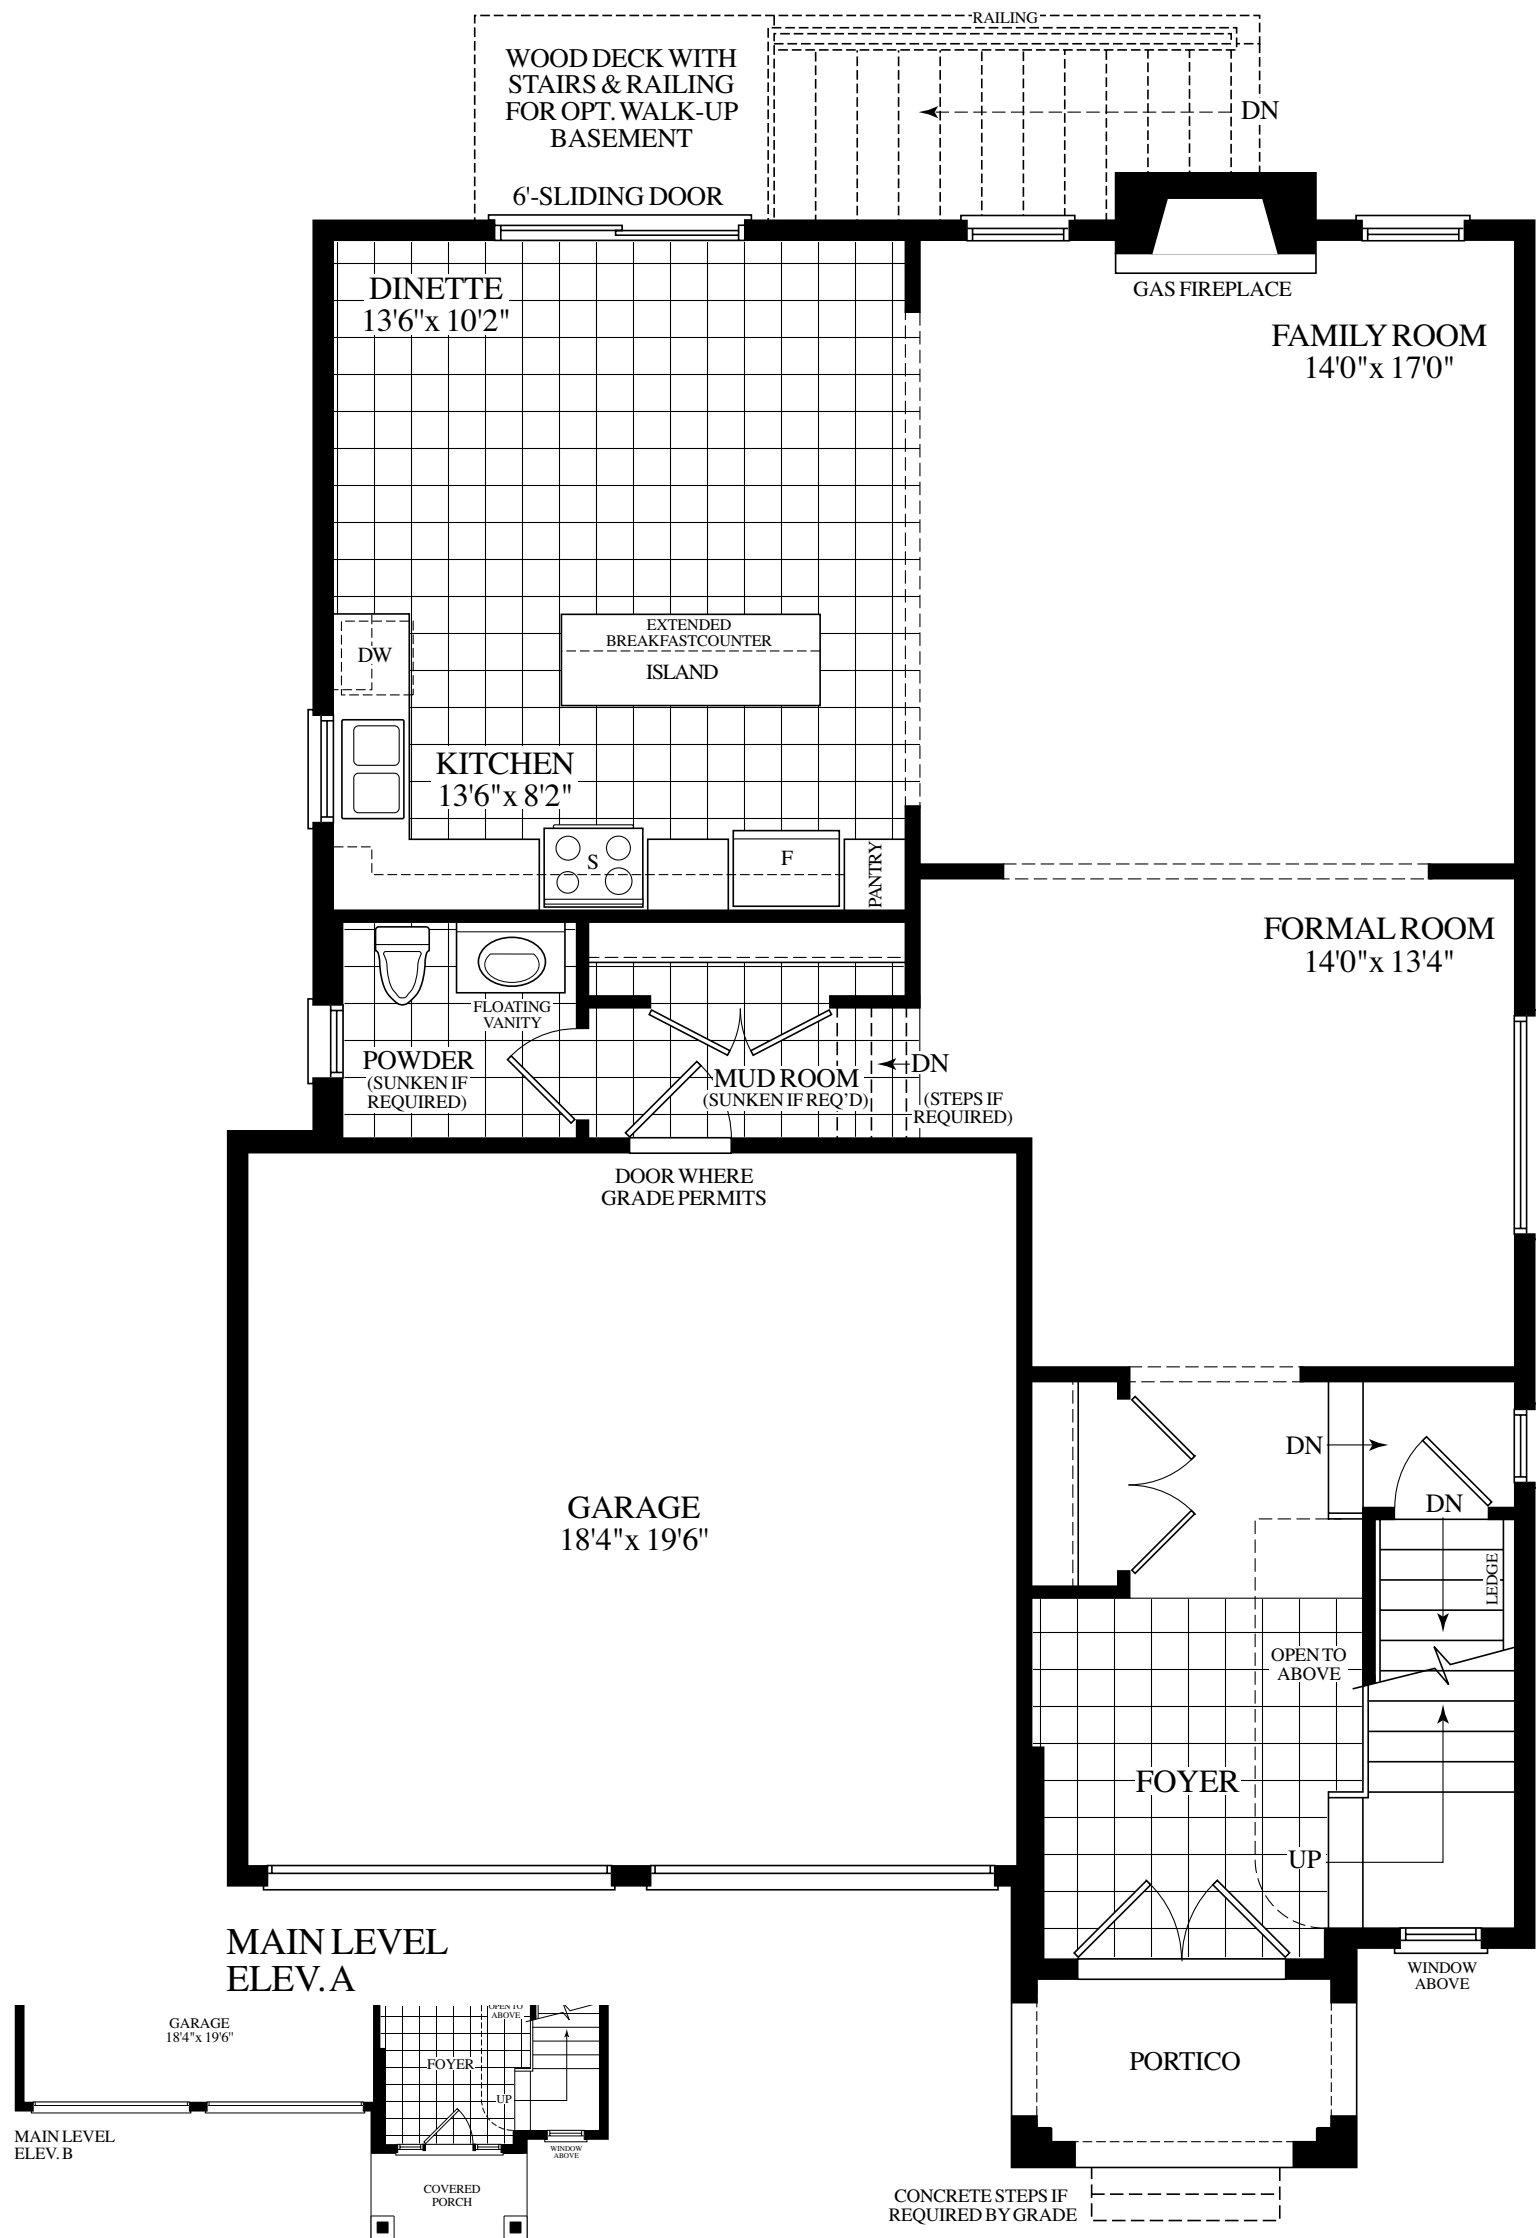 RAILING
WOOD DECK WITH
STAIRS & RAILING
FOR OPT. WALK-UP
BASEMENT
DN
6'-SLIDING DOOR
GAS FIREPLACE
DINETTE
13'6"x 10'2"
FAMILY ROOM
14'0"x 17'0"
EXTENDED
BREAKFAST COUNTER
ISLAND
DW
KITCHEN
13'6"x 8'2"
S
F
PANTRY
FORMAL ROOM
14'0"x 13'4"
FLOATING
VANITY
POWDER
(SUNKEN IF
REQUIRED)
MUD ROOM
(SUNKEN IF REQ'D)
DN
(STEPS IF
REQUIRED)
DOOR WHERE
GRADE PERMITS
GARAGE
18'4"x 19'6"
DN
DN
LEDGE
OPEN TO
ABOVE
FOYER
UP
WINDOW
ABOVE
PORTICO
CONCRETE STEPS IF
REQUIRED BY GRADE
MAIN LEVEL
ELEV. A
GARAGE
18'4"x 19'6"
OPEN TO
ABOVE
FOYER
UP
WINDOW
ABOVE
MAIN LEVEL
ELEV. B
COVERED
PORCH